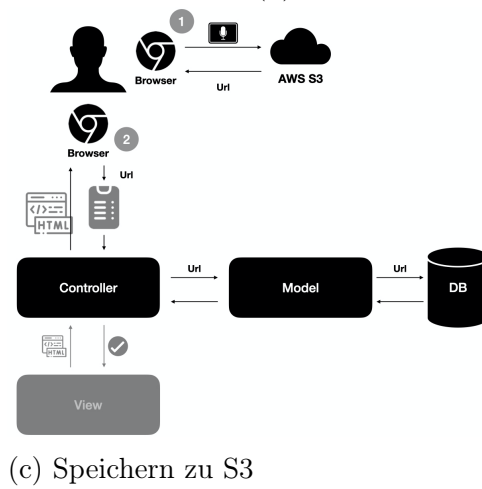 1
Browser
Url
AWS S3
Browser
2
Url
</>
HTML
Controller
Url
Model
Url
DB
HTML
View
(c) Speichern zu S3